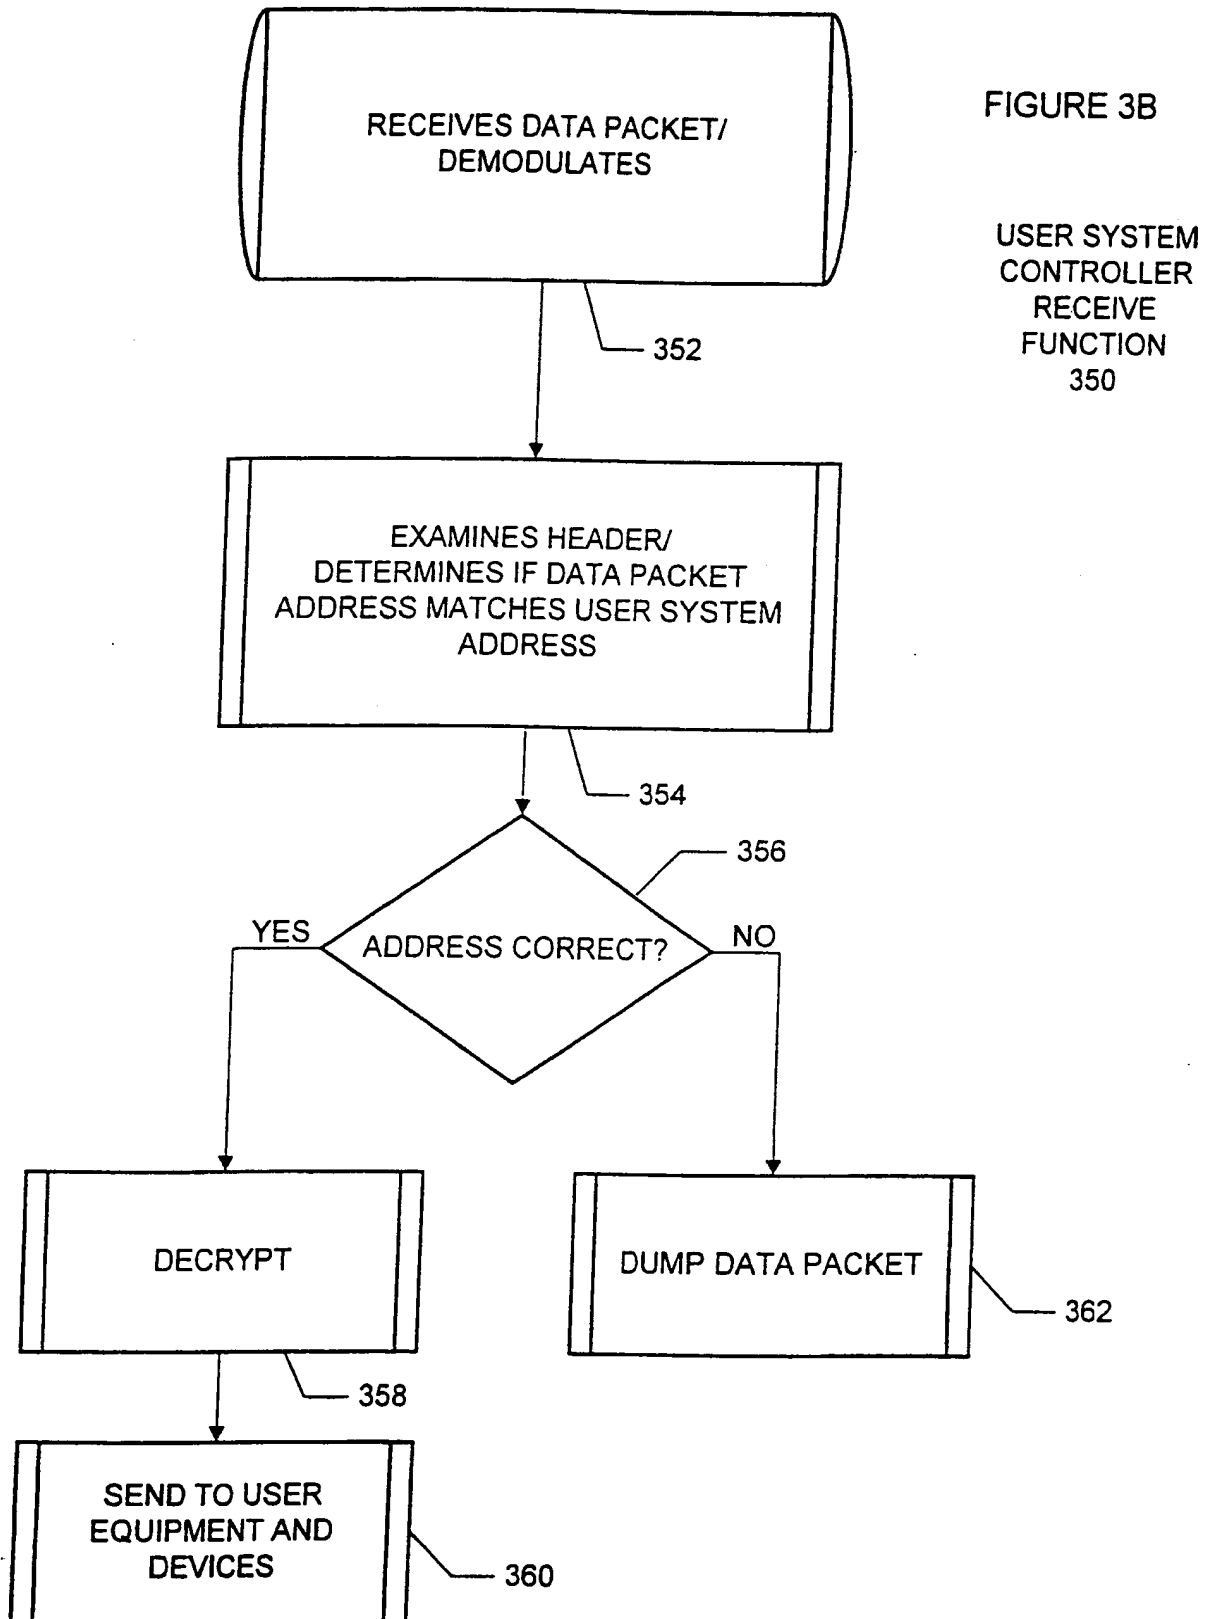 RECEIVES DATA PACKET/
DEMODULATES
FIGURE 3B
USER SYSTEM
CONTROLLER
RECEIVE
FUNCTION
350
352
EXAMINES HEADER/
DETERMINES IF DATA PACKET
ADDRESS MATCHES USER SYSTEM
ADDRESS
354
356
YES
ADDRESS CORRECT?
NO
DECRYPT
DUMP DATA PACKET
362
358
SEND TO USER
EQUIPMENT AND
DEVICES
360